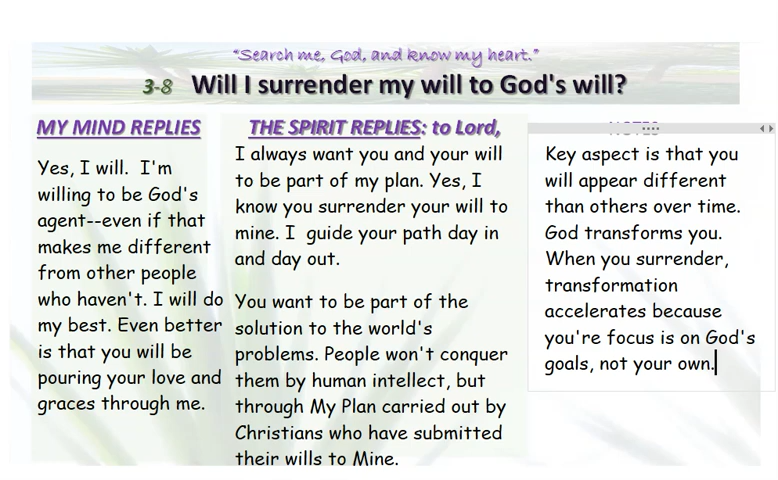 “Search me, God, and know my heart.”
3-8 Will I surrender my will to God's will?
MY MIND REPLIES
Yes, I will. I'm
willing to be God's
agent--even if that
makes me different
from other people
who haven't. I will do
my best. Even better
is that you will be
pouring your love and
graces through me.
THE SPIRIT REPLIES: to Lord,
I always want you and your will
to be part of my plan. Yes, I
know you surrender your will to
mine. I guide your path day in
and day out.
You want to be part of the
solution to the world's
problems. People won't conquer
them by human intellect, but
through My Plan carried out by
Christians who have submitted
their wills to Mine.
NOTES
Key aspect is that you
will appear different
than others over time.
God transforms you.
When you surrender,
transformation
accelerates because
you're focus is on God's
goals, not your own.